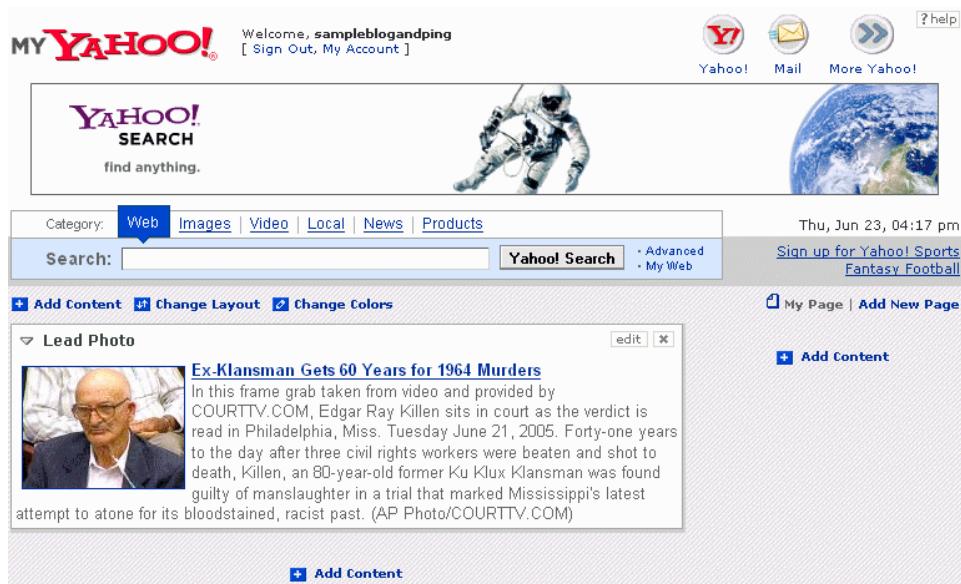 MY YAHOO!
Welcome, sampleblogandping
[ Sign Out, My Account ]
Yahoo! Mail More Yahoo!
? help
YAHOO!
SEARCH
find anything.
Category: Web Images | Video | Local | News | Products
Thu, Jun 23, 04:17 pm
Search: Yahoo! Search · Advanced
· My Web
Sign up for Yahoo! Sports
Fantasy Football
Add Content Change Layout Change Colors
My Page | Add New Page
Lead Photo edit x
Add Content
Ex-Klansman Gets 60 Years for 1964 Murders
In this frame grab taken from video and provided by
COURTTV.COM, Edgar Ray Killen sits in court as the verdict is
read in Philadelphia, Miss. Tuesday June 21, 2005. Forty-one years
to the day after three civil rights workers were beaten and shot to
death, Killen, an 80-year-old former Ku Klux Klansman was found
guilty of manslaughter in a trial that marked Mississippi's latest
attempt to atone for its bloodstained, racist past. (AP Photo/COURTTV.COM)
Add Content